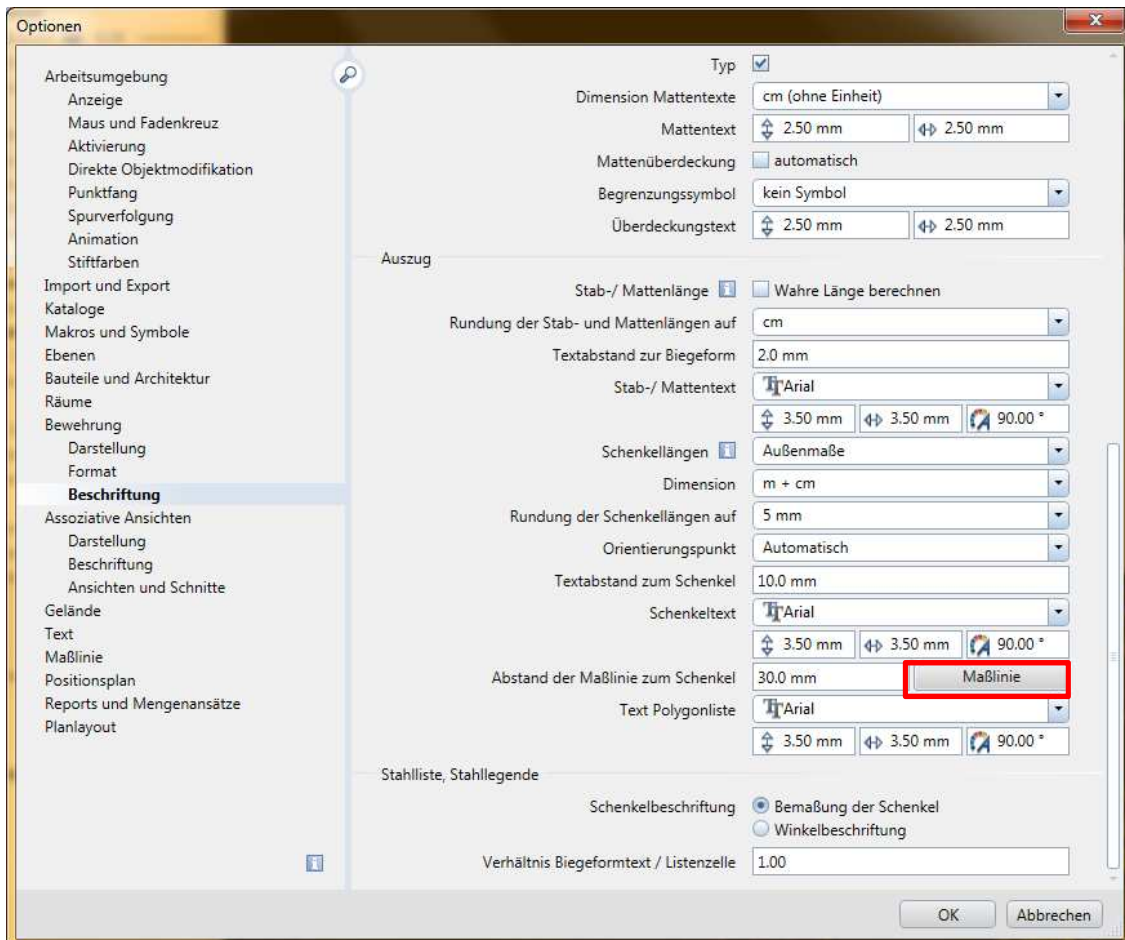 Optionen
Arbeitsumgebung
Anzeige
Maus und Fadenkreuz
Aktivierung
Direkte Objektmodifikation
Punktfang
Spurverfolgung
Animation
Stiftfarben
Import und Export
Kataloge
Makros und Symbole
Ebenen
Bauteile und Architektur
Räume
Bewehrung
Darstellung
Format
Beschriftung
Assoziative Ansichten
Darstellung
Beschriftung
Ansichten und Schnitte
Gelände
Text
Maßlinie
Positionsplan
Reports und Mengenansätze
Planlayout
Typ
Dimension Mattentexte cm (ohne Einheit)
Mattentext 2.50 mm 2.50 mm
Mattenüberdeckung automatisch
Begrenzungssymbol kein Symbol
Überdeckungstext 2.50 mm 2.50 mm
Auszug
Stab-/ Mattenlänge Wahre Länge berechnen
Rundung der Stab- und Mattenlängen auf cm
Textabstand zur Biegeform 2.0 mm
Stab-/ Mattentext Arial
3.50 mm 3.50 mm 90.00 °
Schenkellängen Außenmaße
Dimension m + cm
Rundung der Schenkellängen auf 5 mm
Orientierungspunkt Automatisch
Textabstand zum Schenkel 10.0 mm
Schenkeltext Arial
3.50 mm 3.50 mm 90.00 °
Abstand der Maßlinie zum Schenkel 30.0 mm Maßlinie
Text Polygonliste Arial
3.50 mm 3.50 mm 90.00 °
Stahlliste, Stahllegende
Schenkelbeschriftung Bemaßung der Schenkel
Winkelbeschriftung
Verhältnis Biegeformtext / Listenzelle 1.00
OK Abbrechen